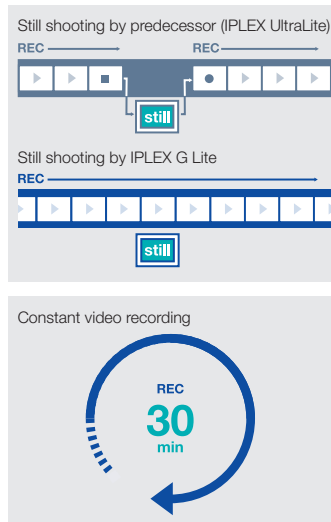 Still shooting by predecessor (IPLEX UltraLite)
REC REC
still
Still shooting by IPLEX G Lite
REC
still
Constant video recording
REC
30
min